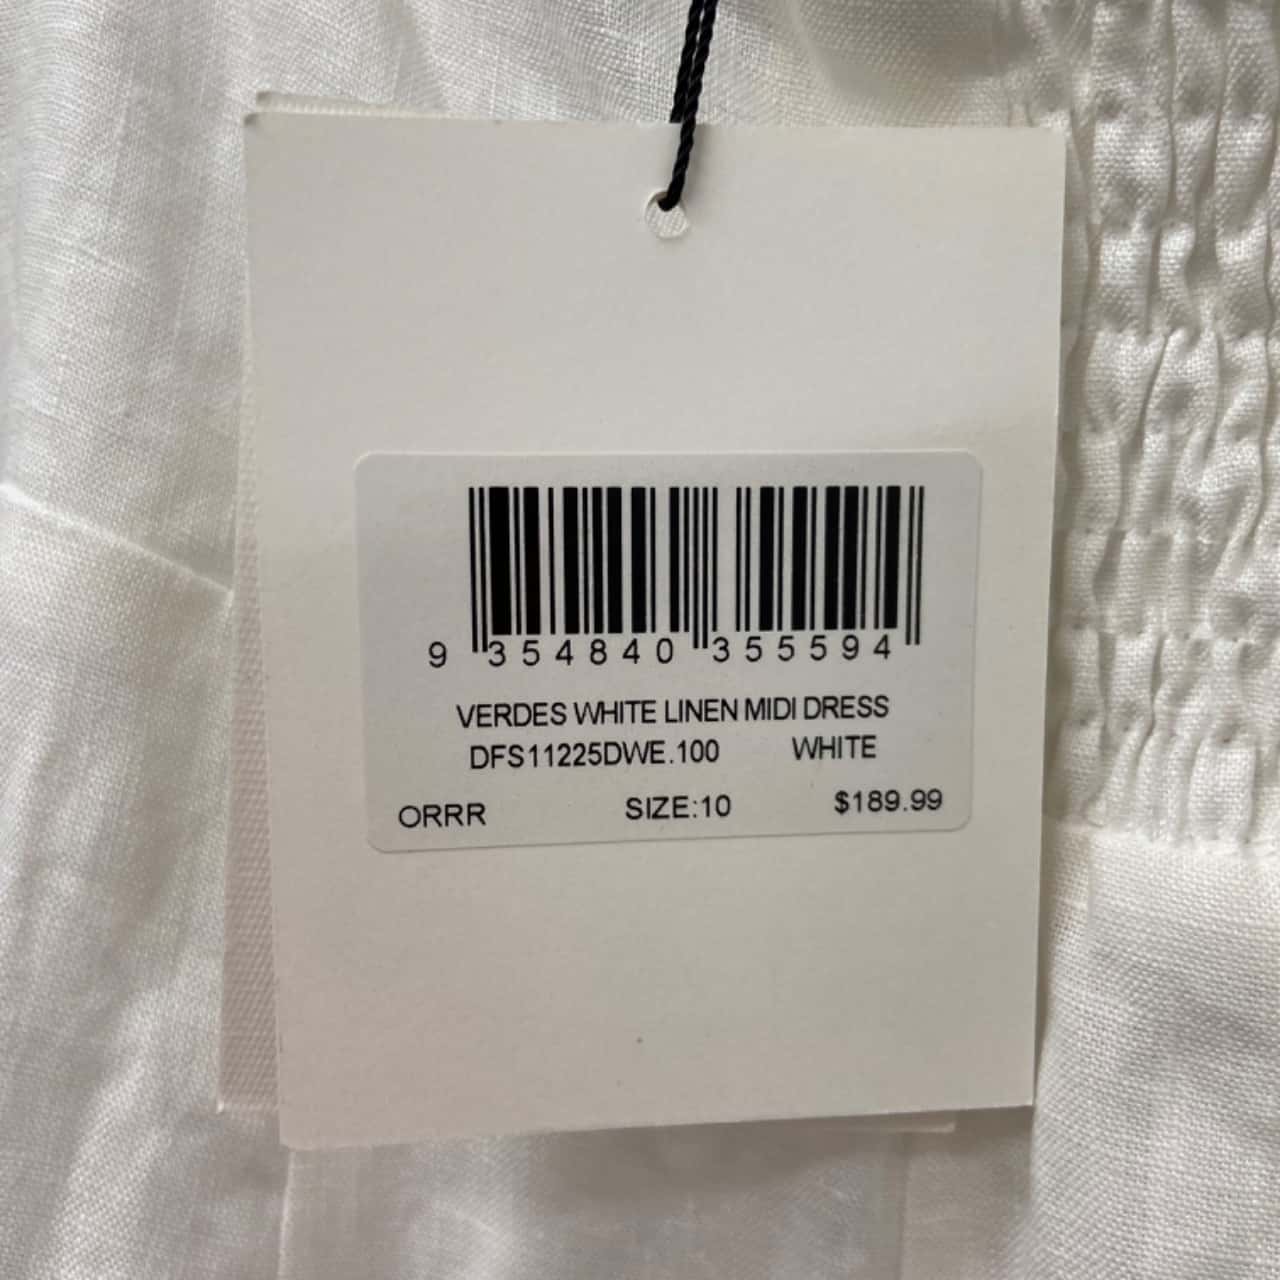 9 354840 355594
VERDES WHITE LINEN MIDI DRESS
DFS11225DWE.100 WHITE
ORRR SIZE:10 $189.99